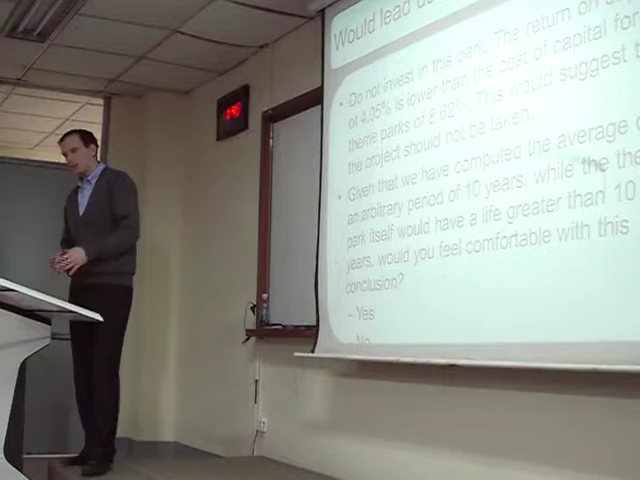 Would lead
Do not invest in this park. The return on
of 4.05% is lower than the cost of capital for
theme parks of 8.62%. This would suggest
the project should not be taken.
Given that we have computed the average
an arbitrary period of 10 years, while the
park itself would have a life greater than 10
years, would you feel comfortable with this
conclusion?
– Yes
No